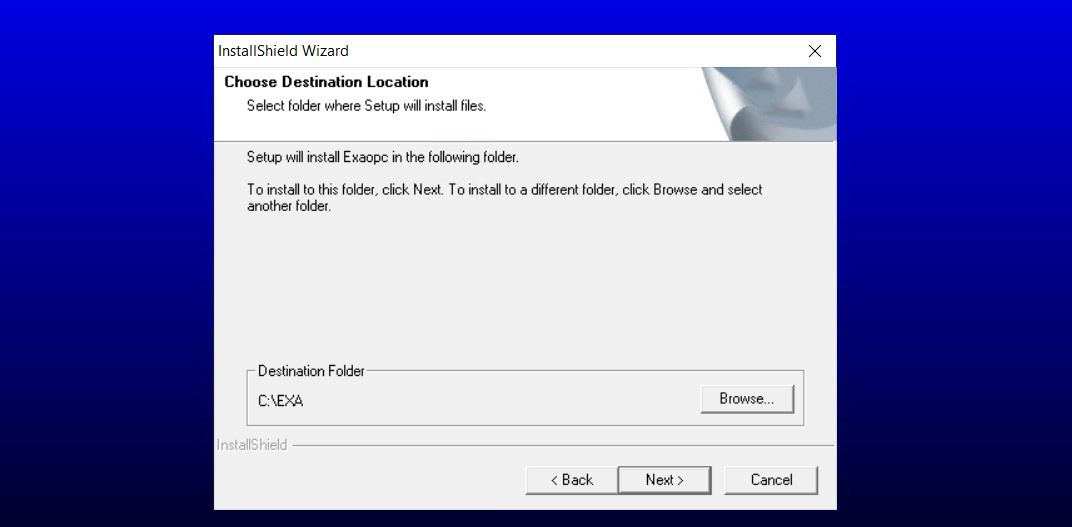 InstallShield Wizard
Choose Destination Location
Select folder where Setup will install files.
Setup will install Exaopc in the following folder.
To install to this folder, click Next. To install to a different folder, click Browse and select
another folder.
Destination Folder
C:\EXA
Browse...
InstallShield
< Back
Next >
Cancel